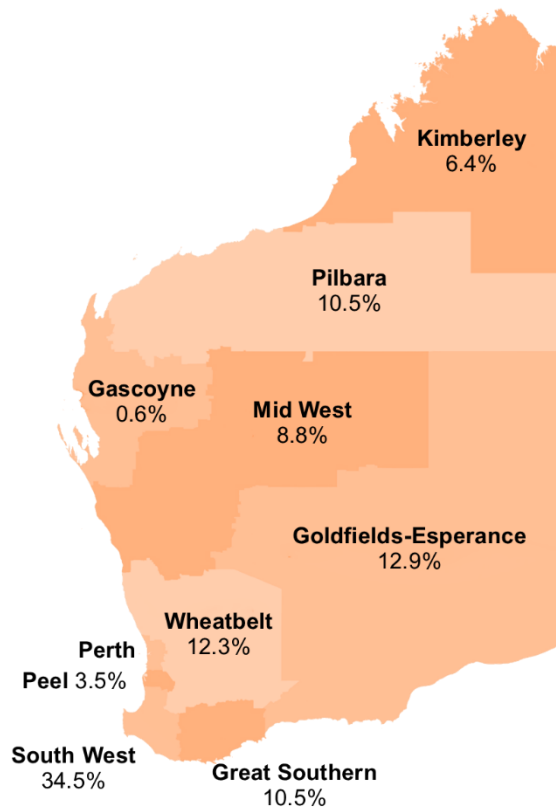 Kimberley
6.4%
Pilbara
10.5%
Gascoyne
0.6%
Mid West
8.8%
Goldfields-Esperance
12.9%
Wheatbelt
12.3%
Perth
Peel 3.5%
South West
34.5%
Great Southern
10.5%